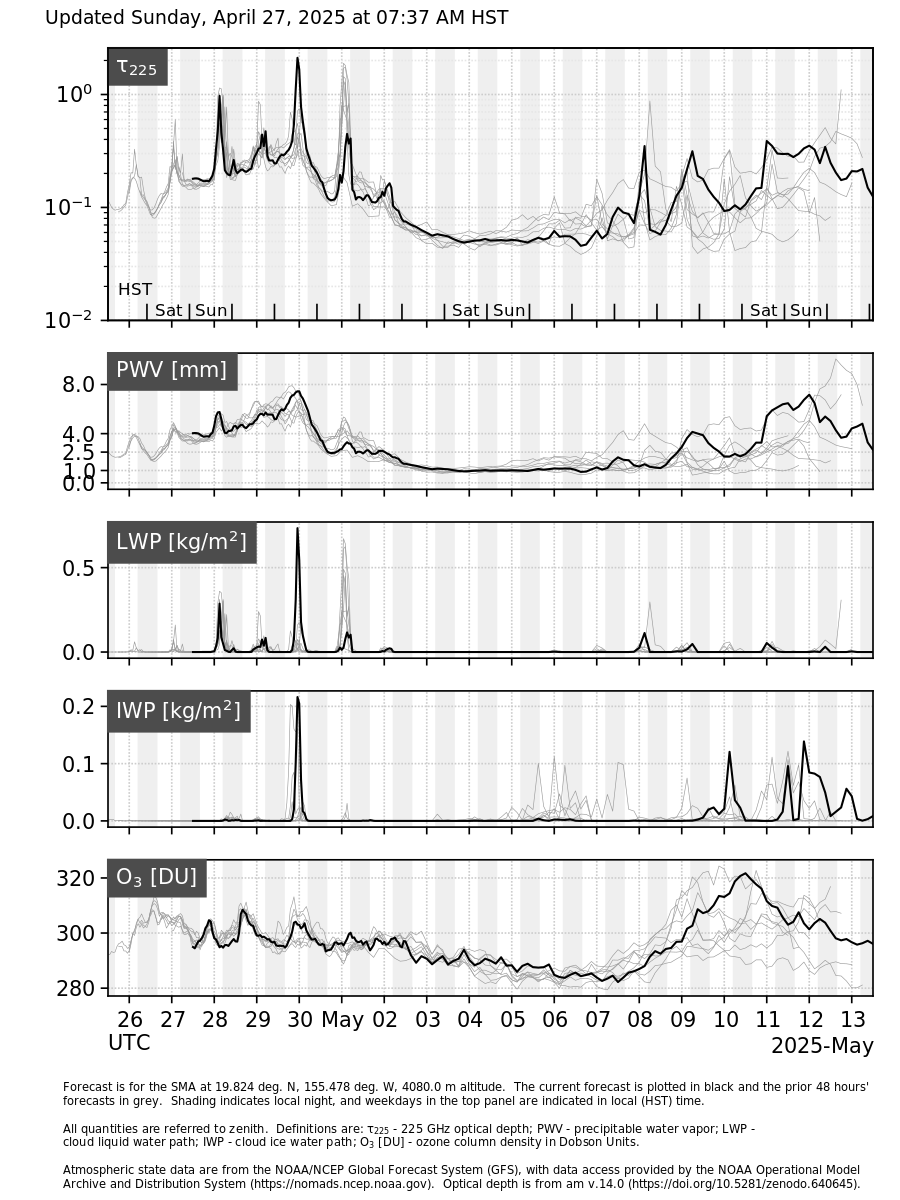 Updated Sunday, April 27, 2025 at 07:37 AM HST
τ225
10⁰
10⁻¹
10⁻²
HST
Sat Sun Sat Sun Sat Sun
PWV [mm]
8.0
4.0
2.5
1.0
0.0
LWP [kg/m²]
0.5
0.0
IWP [kg/m²]
0.2
0.1
0.0
O₃ [DU]
320
300
280
26 27 28 29 30 May 02 03 04 05 06 07 08 09 10 11 12 13
UTC
2025-May
Forecast is for the SMA at 19.824 deg. N, 155.478 deg. W, 4080.0 m altitude. The current forecast is plotted in black and the prior 48 hours'
forecasts in grey. Shading indicates local night, and weekdays in the top panel are indicated in local (HST) time.
All quantities are referred to zenith. Definitions are: τ₂₂₅ - 225 GHz optical depth; PWV - precipitable water vapor; LWP -
cloud liquid water path; IWP - cloud ice water path; O₃ [DU] - ozone column density in Dobson Units.
Atmospheric state data are from the NOAA/NCEP Global Forecast System (GFS), with data access provided by the NOAA Operational Model
Archive and Distribution System (https://nomads.ncep.noaa.gov). Optical depth is from am v.14.0 (https://doi.org/10.5281/zenodo.640645).